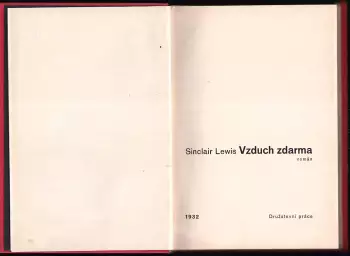 Sinclair Lewis Vzduch zdarma
román
1932 Družstevní práce